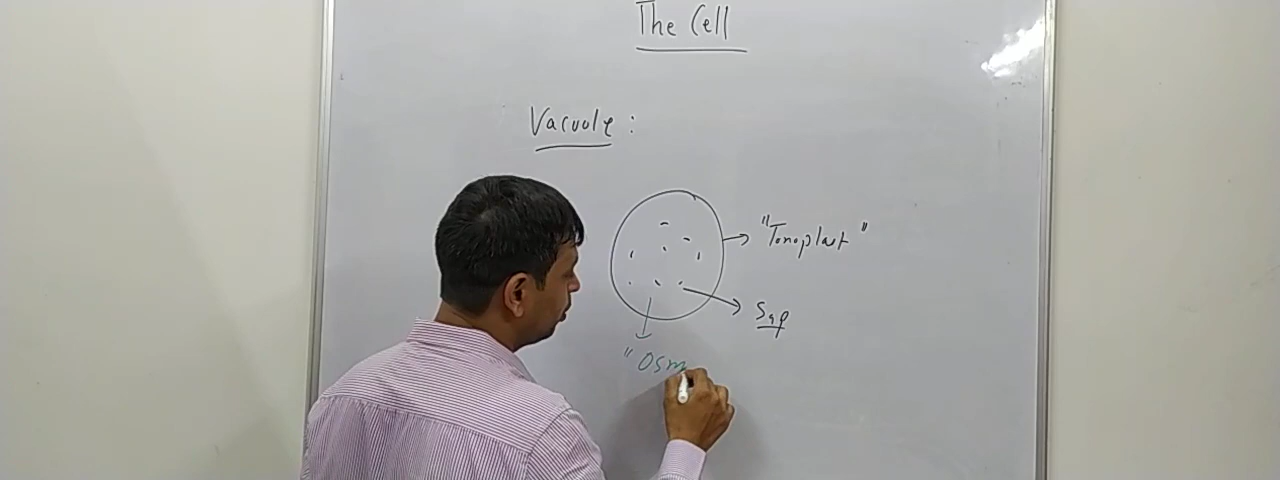 The Cell
Vacuole :
"Tonoplast"
Sap
"Osm